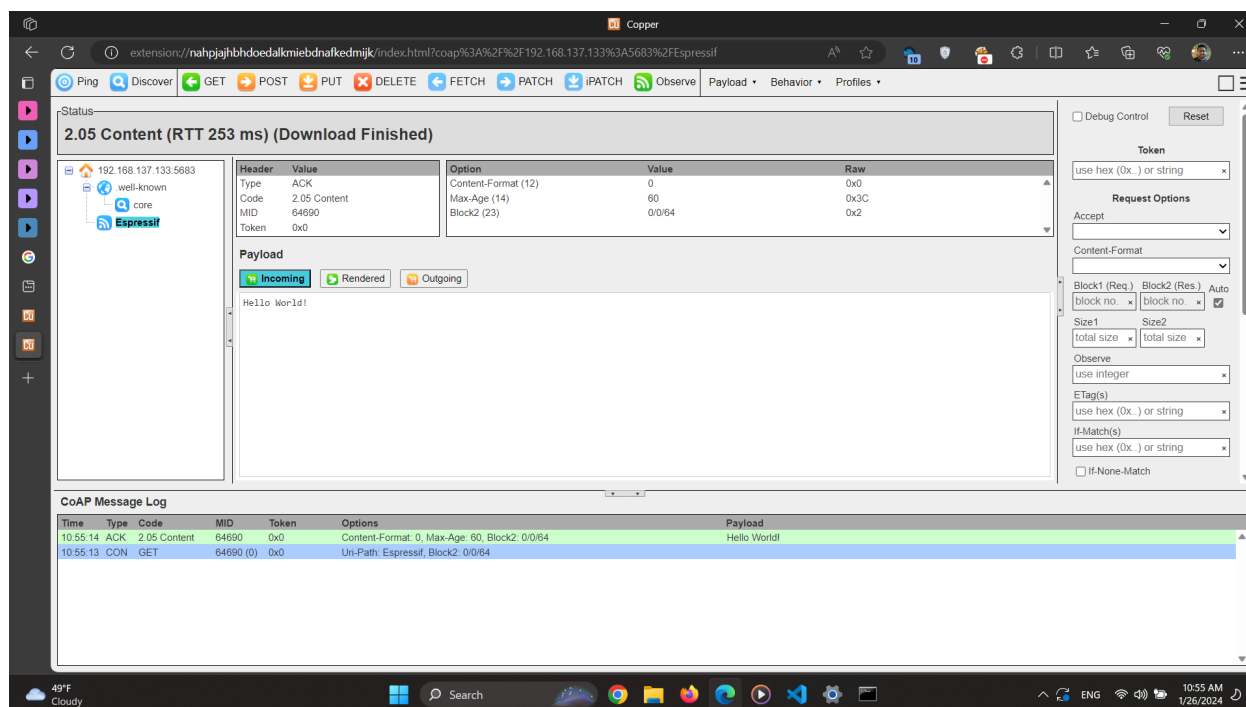 Copper
extension://nahpjajhbhdoedalkmiebdnafkedmijk/index.html?coap%3A%2F%2F192.168.137.133%3A5683%2FEspressif
10
Ping Discover GET POST PUT DELETE FETCH PATCH iPATCH Observe Payload Behavior Profiles
Status
2.05 Content (RTT 253 ms) (Download Finished)
192.168.137.133:5683
.well-known
core
Espressif
Header Value
Type ACK
Code 2.05 Content
MID 64690
Token 0x0
Option Value Raw
Content-Format (12) 0 0x0
Max-Age (14) 60 0x3C
Block2 (23) 0/0/64 0x2
Payload
Incoming Rendered Outgoing
Hello World!
Debug Control Reset
Token
use hex (0x..) or string ×
Request Options
Accept
Content-Format
Block1 (Req.) Block2 (Res.) Auto
block no. × block no. ×
Size1 Size2
total size × total size ×
Observe
use integer ×
ETag(s)
use hex (0x..) or string ×
If-Match(s)
use hex (0x..) or string ×
If-None-Match
CoAP Message Log
Time Type Code MID Token Options Payload
10:55:14 ACK 2.05 Content 64690 0x0 Content-Format: 0, Max-Age: 60, Block2: 0/0/64 Hello World!
10:55:13 CON GET 64690 (0) 0x0 Uri-Path: Espressif, Block2: 0/0/64
49°F
Cloudy
Search
ENG
10:55 AM
1/26/2024